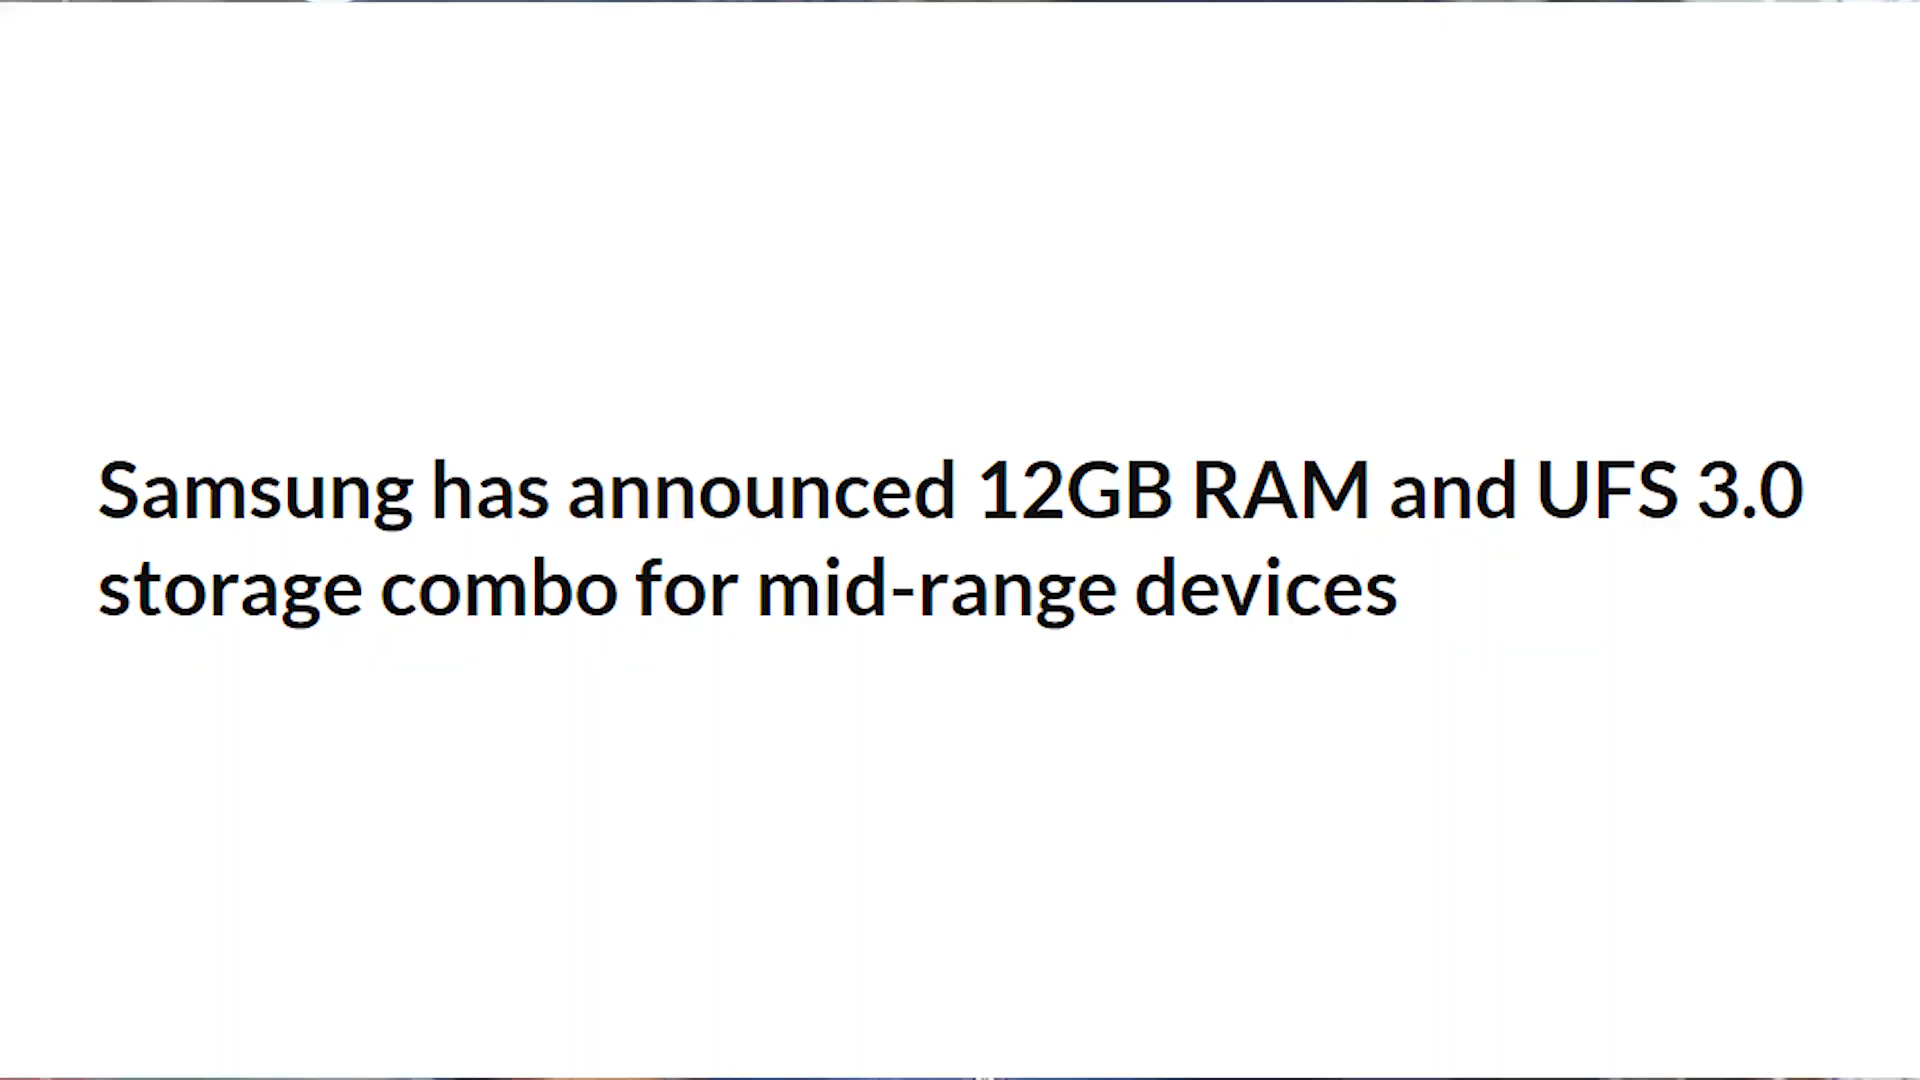 Samsung has announced 12GB RAM and UFS 3.0
storage combo for mid-range devices